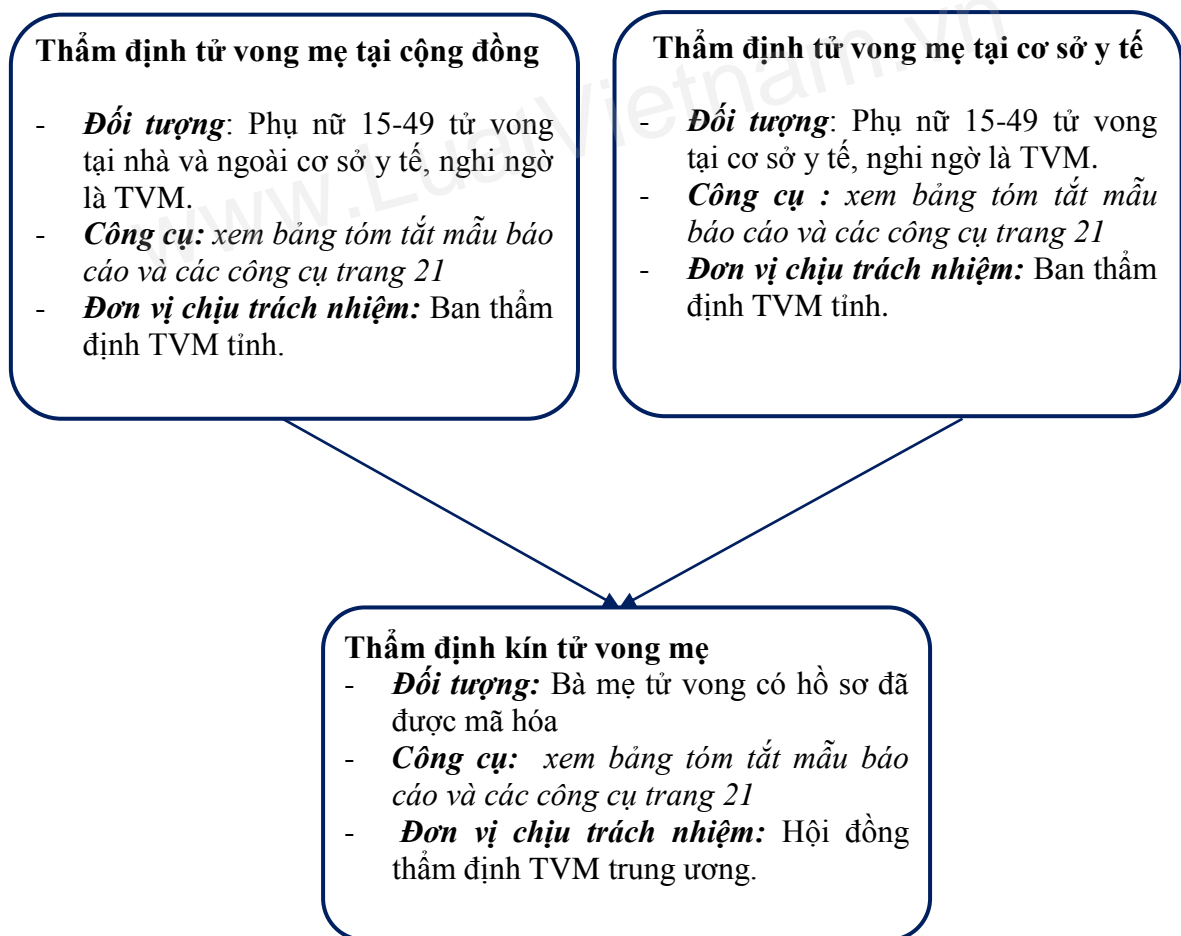 Thẩm định tử vong mẹ tại cộng đồng
- Đối tượng: Phụ nữ 15-49 tử vong
tại nhà và ngoài cơ sở y tế, nghi ngờ
là TVM.
- Công cụ: xem bảng tóm tắt mẫu báo
cáo và các công cụ trang 21
- Đơn vị chịu trách nhiệm: Ban thẩm
định TVM tỉnh.
Thẩm định tử vong mẹ tại cơ sở y tế
- Đối tượng: Phụ nữ 15-49 tử vong
tại cơ sở y tế, nghi ngờ là TVM.
- Công cụ : xem bảng tóm tắt mẫu
báo cáo và các công cụ trang 21
- Đơn vị chịu trách nhiệm: Ban thẩm
định TVM tỉnh.
Thẩm định kín tử vong mẹ
- Đối tượng: Bà mẹ tử vong có hồ sơ đã
được mã hóa
- Công cụ: xem bảng tóm tắt mẫu báo
cáo và các công cụ trang 21
- Đơn vị chịu trách nhiệm: Hội đồng
thẩm định TVM trung ương.
www.LuatVietnam.vn